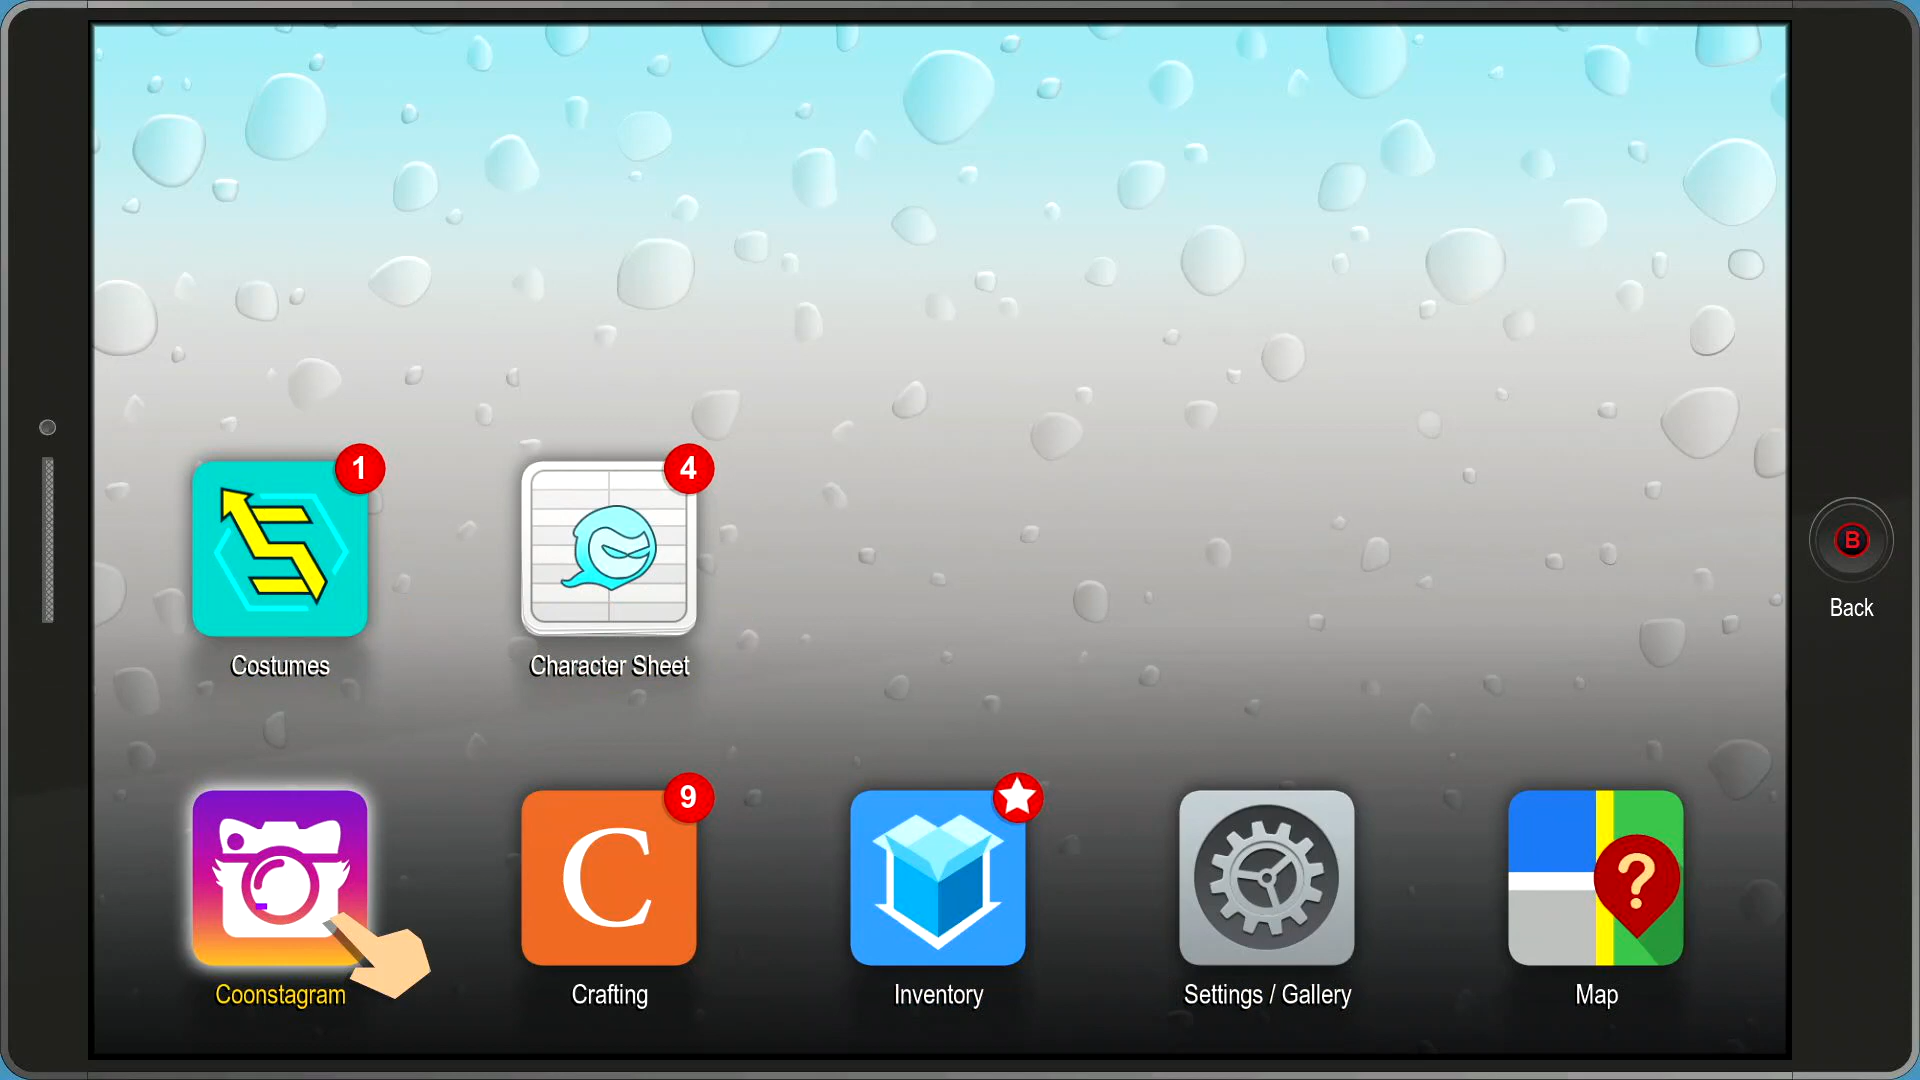 1
4
Costumes
Character Sheet
B
Back
9
C
?
Coonstagram
Crafting
Inventory
Settings / Gallery
Map